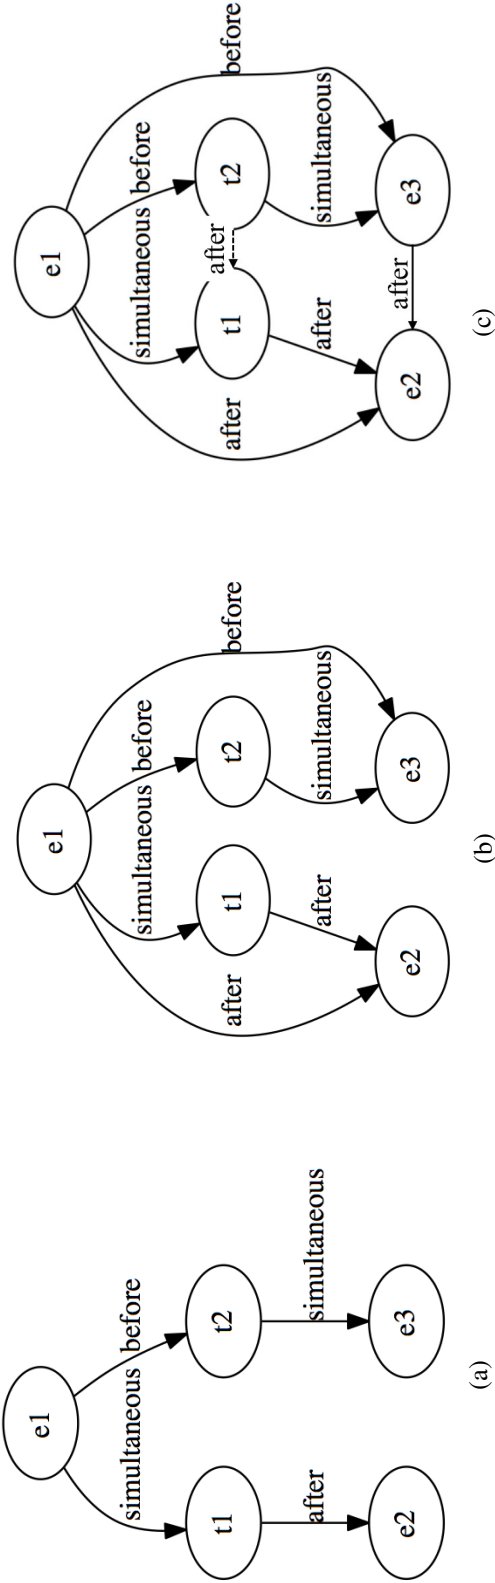 e1
simultaneous before
t1
t2
after
simultaneous
e2
e3
(a)
e1
before
simultaneous before
t1
t2
after
after
simultaneous
e2
e3
(b)
e1
before
simultaneous before
t1
after
t2
after
after
simultaneous
e2
after
e3
(c)